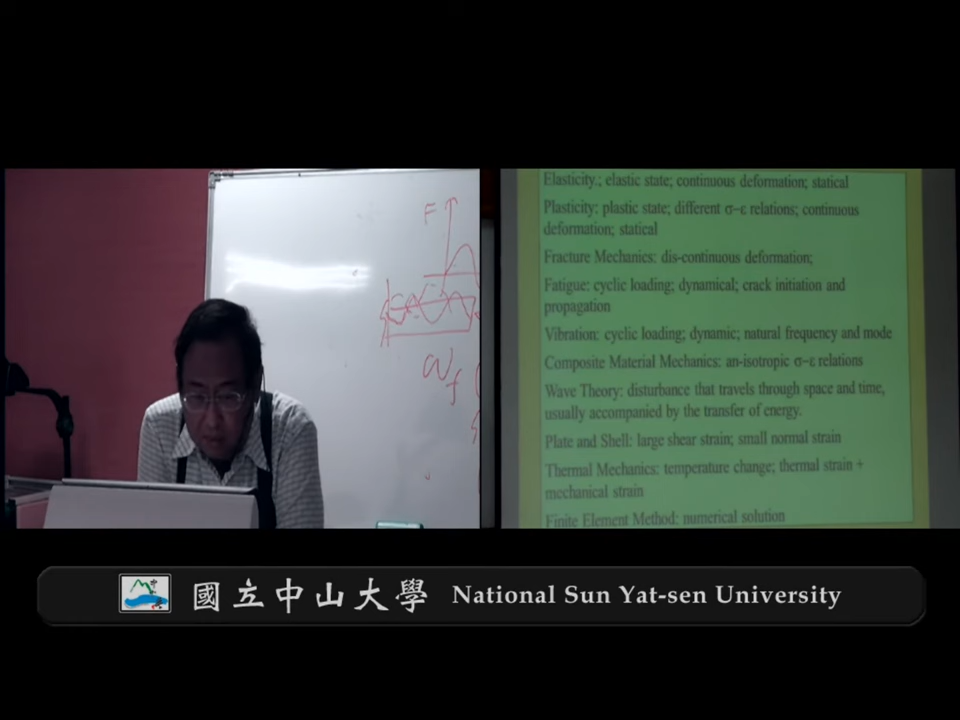 F
ω f
Elasticity.; elastic state; continuous deformation; statical
Plasticity: plastic state; different σ−ε relations; continuous
deformation; statical
Fracture Mechanics: dis-continuous deformation;
Fatigue: cyclic loading; dynamical; crack initiation and
propagation
Vibration: cyclic loading; dynamic; natural frequency and mode
Composite Material Mechanics: an-isotropic σ−ε relations
Wave Theory: disturbance that travels through space and time,
usually accompanied by the transfer of energy.
Plate and Shell: large shear strain; small normal strain
Thermal Mechanics: temperature change; thermal strain +
mechanical strain
Finite Element Method: numerical solution
國立中山大學 National Sun Yat-sen University